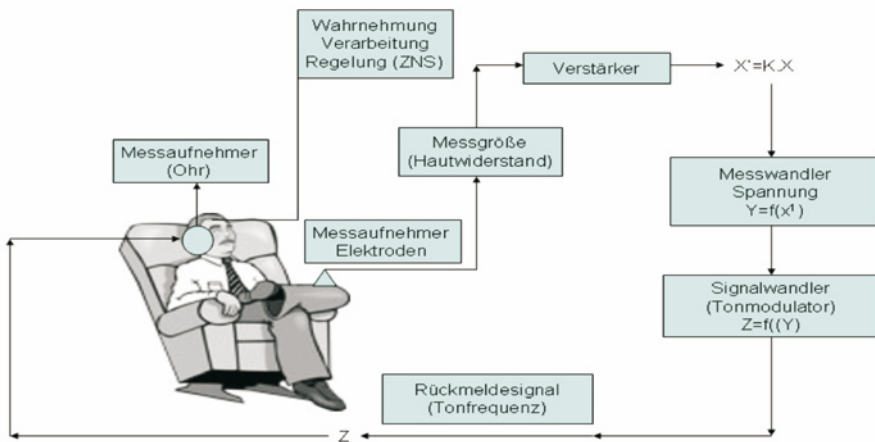 Wahrnehmung
Verarbeitung
Regelung (ZNS)
Verstärker
X'=K.X
Messaufnehmer
(Ohr)
Messgröße
(Hautwiderstand)
Messwandler
Spannung
Y=f(x¹)
Messaufnehmer
Elektroden
Signalwandler
(Tonmodulator)
Z=f((Y)
Rückmeldesignal
(Tonfrequenz)
Z